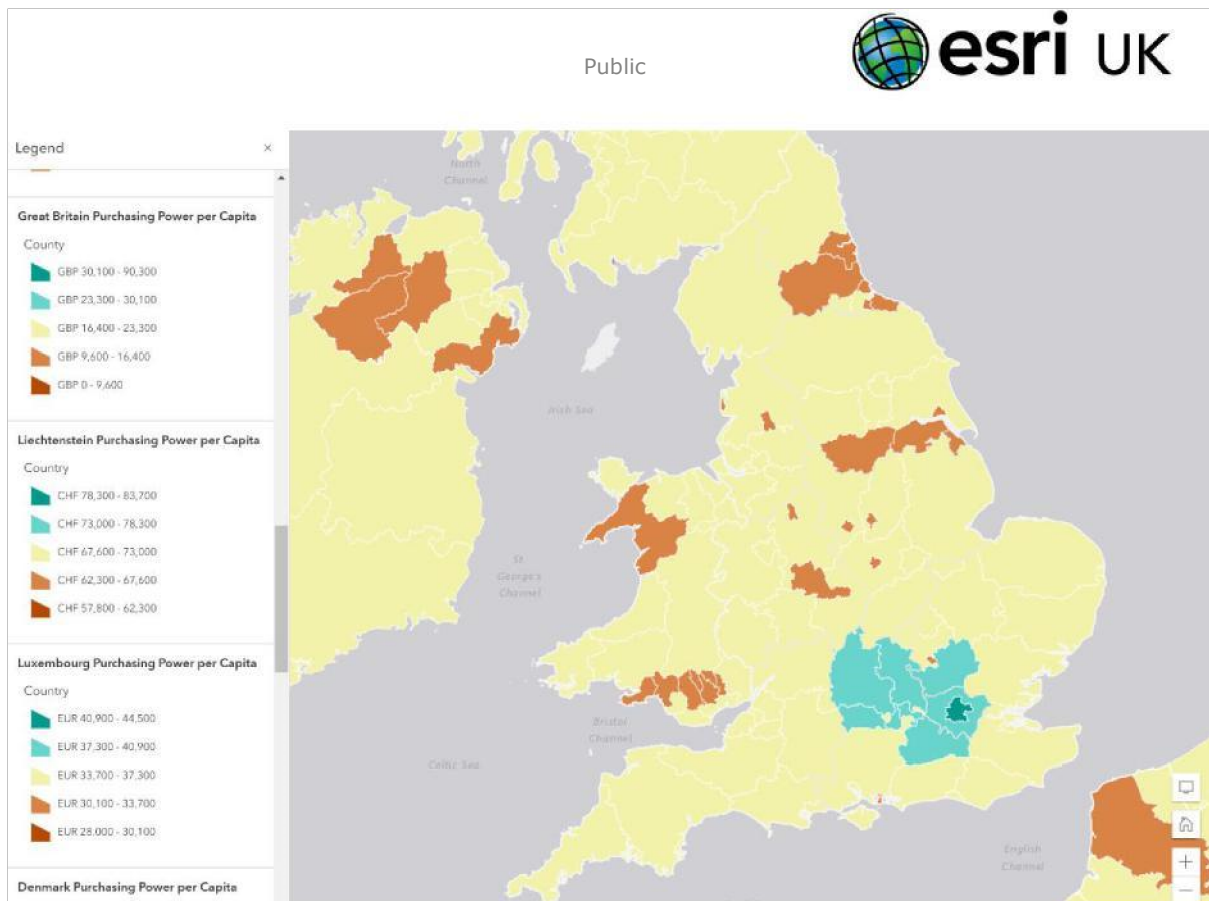 esri UK
Public
Legend
×
Great Britain Purchasing Power per Capita
County
GBP 30,100 - 90,300
GBP 23,300 - 30,100
GBP 16,400 - 23,300
GBP 9,600 - 16,400
GBP 0 - 9,600
Liechtenstein Purchasing Power per Capita
Country
CHF 78,300 - 83,700
CHF 73,000 - 78,300
CHF 67,600 - 73,000
CHF 62,300 - 67,600
CHF 57,800 - 62,300
Luxembourg Purchasing Power per Capita
Country
EUR 40,900 - 44,500
EUR 37,300 - 40,900
EUR 33,700 - 37,300
EUR 30,100 - 33,700
EUR 28,000 - 30,100
Denmark Purchasing Power per Capita
North
Channel
Irish Sea
St
George's
Channel
Bristol
Channel
Celtic Sea
English
Channel
+
−